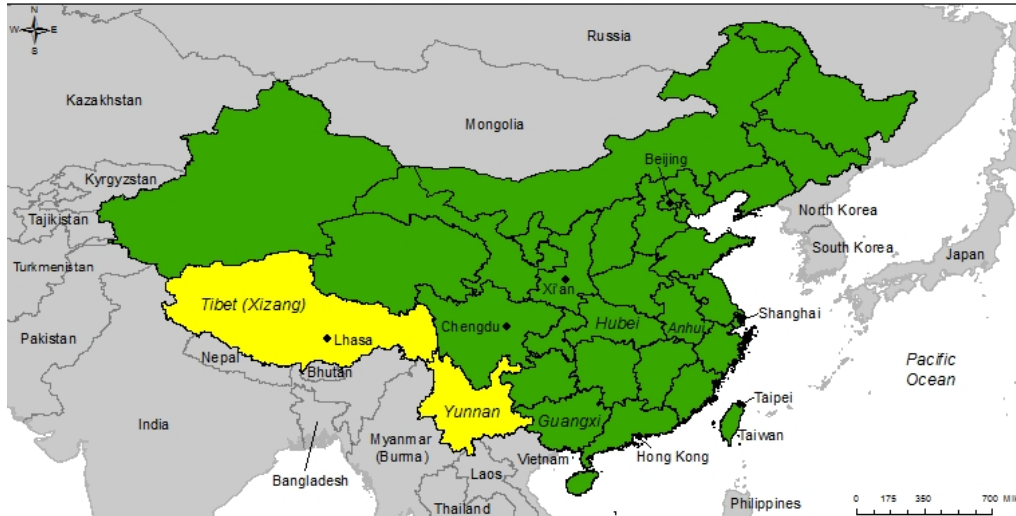 N
W E
S
Russia
Kazakhstan
Mongolia
Kyrgyzstan
Beijing
Tajikistan
North Korea
South Korea
Japan
Turkmenistan
Xi'an
Tibet (Xizang)
Chengdu
Hubei
Anhui
Shanghai
Pakistan
Lhasa
Nepal
Bhutan
Pacific
Ocean
Taipei
Yunnan
Guangxi
India
Myanmar
(Burma)
Taiwan
Vietnam
Hong Kong
Laos
Bangladesh
Thailand
Philippines
0 175 350 700